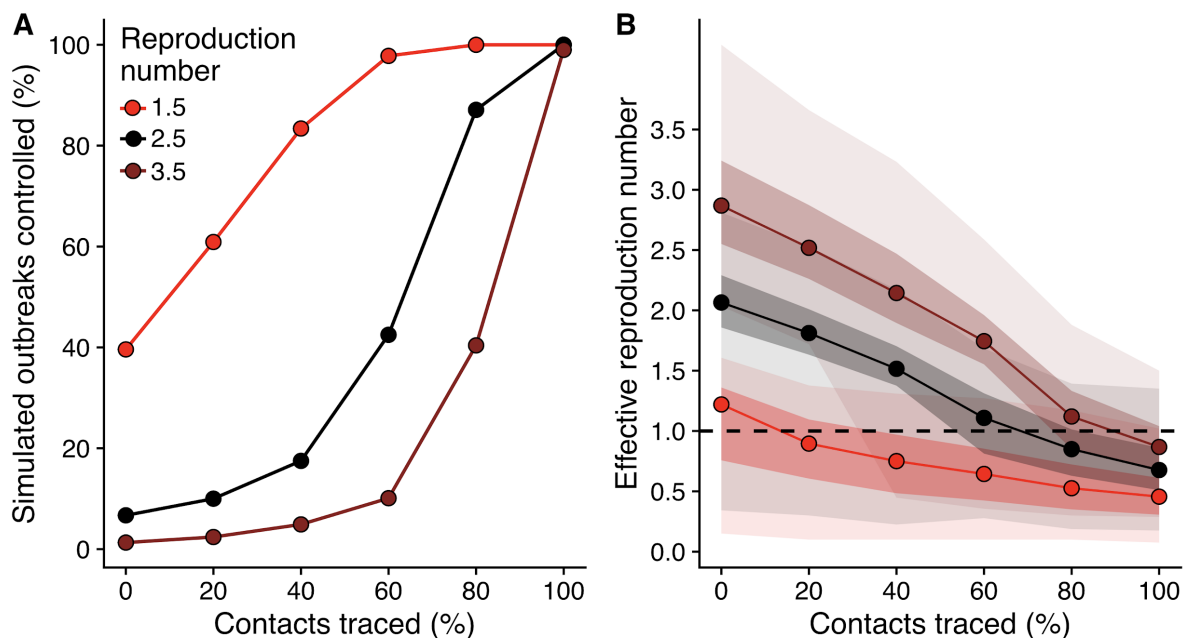 A
Simulated outbreaks controlled (%)
100
80
60
40
20
0
Reproduction
number
1.5
2.5
3.5
0 20 40 60 80 100
Contacts traced (%)
B
Effective reproduction number
3.5
3.0
2.5
2.0
1.5
1.0
0.5
0.0
0 20 40 60 80 100
Contacts traced (%)